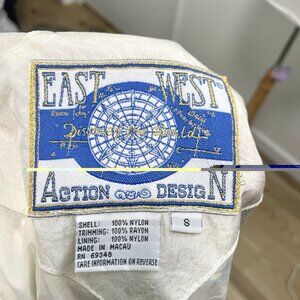 EAST WEST
ACTION DESIGN
SHELL: 100% NYLON
TRIMMING: 100% RAYON
LINING: 100% NYLON
MADE IN MACAU
RN 69348
CARE INFORMATION ON REVERSE
S